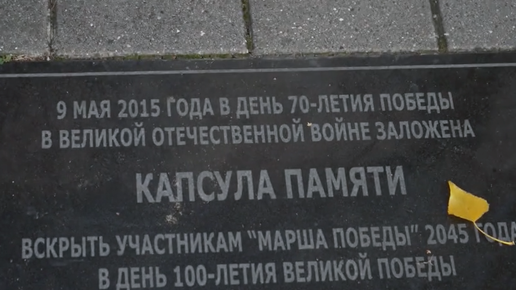 9 МАЯ 2015 ГОДА В ДЕНЬ 70-ЛЕТИЯ ПОБЕДЫ
В ВЕЛИКОЙ ОТЕЧЕСТВЕННОЙ ВОЙНЕ ЗАЛОЖЕНА
КАПСУЛА ПАМЯТИ
ВСКРЫТЬ УЧАСТНИКАМ "МАРША ПОБЕДЫ" 2045 ГОДА
В ДЕНЬ 100-ЛЕТИЯ ВЕЛИКОЙ ПОБЕДЫ